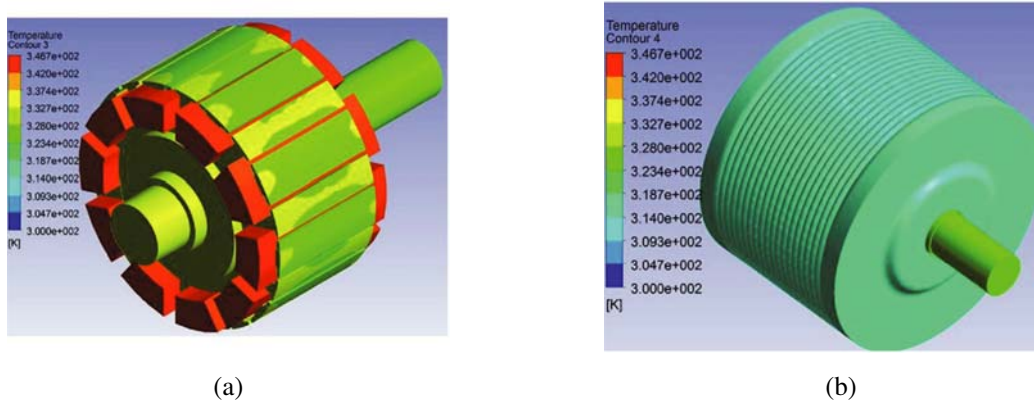 Temperature
Contour 3
3.467e+002
3.420e+002
3.374e+002
3.327e+002
3.280e+002
3.234e+002
3.187e+002
3.140e+002
3.093e+002
3.047e+002
3.000e+002
[K]
(a)
Temperature
Contour 4
3.467e+002
3.420e+002
3.374e+002
3.327e+002
3.280e+002
3.234e+002
3.187e+002
3.140e+002
3.093e+002
3.047e+002
3.000e+002
[K]
(b)